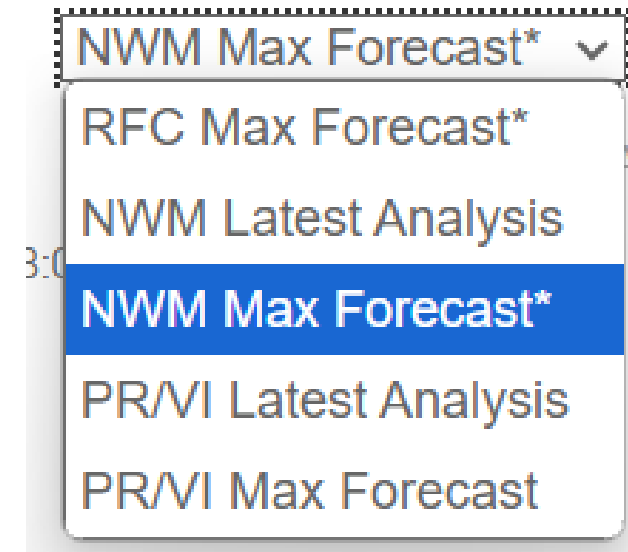 NWM Max Forecast*
RFC Max Forecast*
NWM Latest Analysis
NWM Max Forecast*
PR/VI Latest Analysis
PR/VI Max Forecast